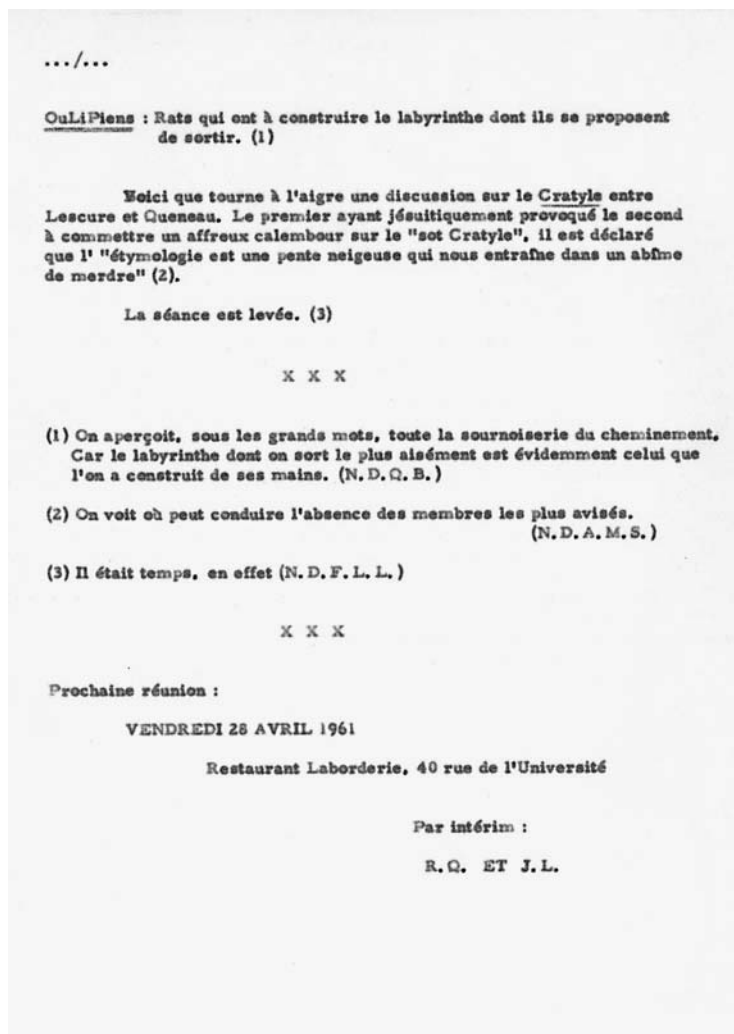 .../...
OuLiPiens : Rats qui ont à construire le labyrinthe dont ils se proposent
de sortir. (1)
Voici que tourne à l'aigre une discussion sur le Cratyle entre
Lescure et Queneau. Le premier ayant jésuitiquement provoqué le second
à commettre un affreux calembour sur le "sot Cratyle", il est déclaré
que l' "étymologie est une pente neigeuse qui nous entraîne dans un abîme
de merdre" (2).
La séance est levée. (3)
X X X
(1) On aperçoit, sous les grands mots, toute la sournoiserie du cheminement.
Car le labyrinthe dont on sort le plus aisément est évidemment celui que
l'on a construit de ses mains. (N.D.Q.B.)
(2) On voit où peut conduire l'absence des membres les plus avisés.
(N.D.A.M.S.)
(3) Il était temps, en effet (N.D.F.L.L.)
X X X
Prochaine réunion :
VENDREDI 28 AVRIL 1961
Restaurant Laborderie, 40 rue de l'Université
Par intérim :
R.Q. ET J.L.